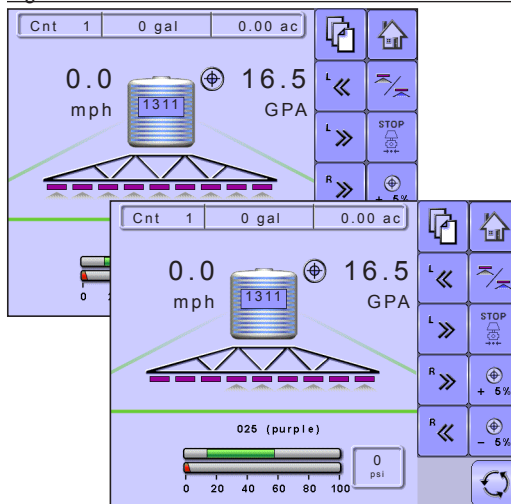 Cnt 1 0 gal 0.00 ac
0.0 16.5
mph 1311 GPA
L
L STOP
R
+ 5%
0
Cnt 1 0 gal 0.00 ac
0.0 16.5
mph 1311 GPA
L
L STOP
R + 5%
R - 5%
025 (purple)
0
psi
0 20 40 60 80 100